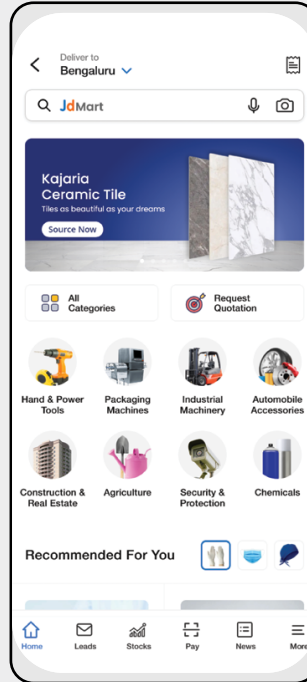 Deliver to
Bengaluru
JdMart
Kajaria
Ceramic Tile
Tiles as beautiful as your dreams
Source Now
All
Categories
Request
Quotation
Hand & Power
Tools
Packaging
Machines
Industrial
Machinery
Automobile
Accessories
Construction &
Real Estate
Agriculture
Security &
Protection
Chemicals
Recommended For You
Home
Leads
Stocks
Pay
News
More